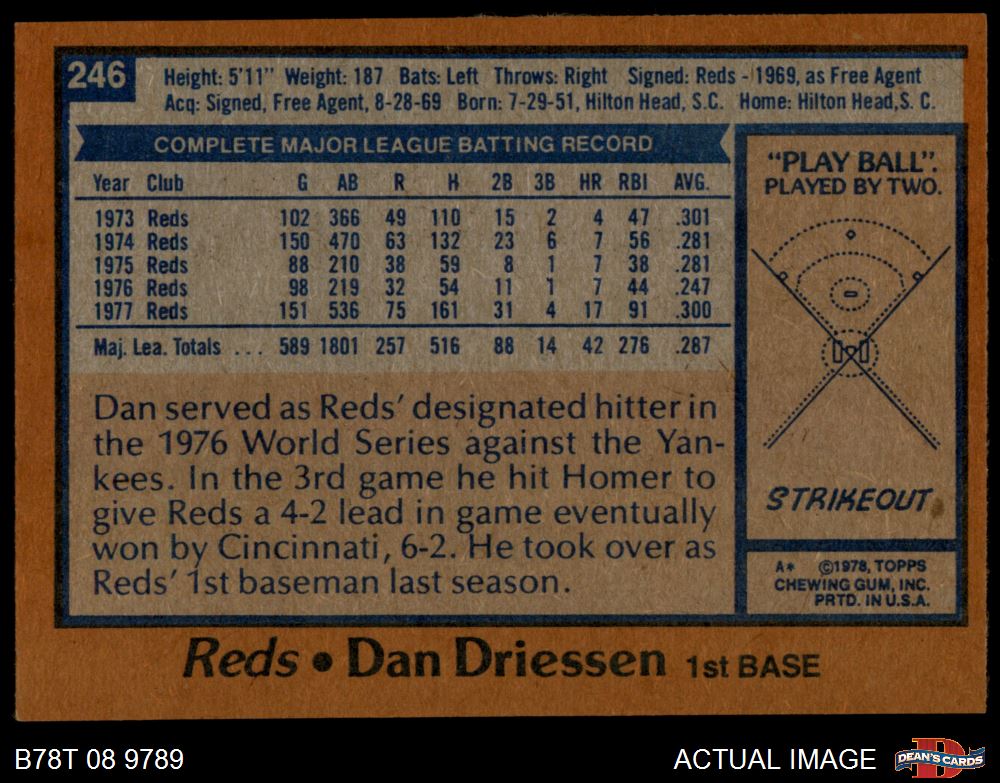 246
Height: 5'11" Weight: 187 Bats: Left Throws: Right Signed: Reds - 1969, as Free Agent
Acq: Signed, Free Agent, 8-28-69 Born: 7-29-51, Hilton Head, S.C. Home: Hilton Head, S. C.
COMPLETE MAJOR LEAGUE BATTING RECORD
Year Club G AB R H 2B 3B HR RBI AVG.
1973 Reds 102 366 49 110 15 2 4 47 .301
1974 Reds 150 470 63 132 23 6 7 56 .281
1975 Reds 88 210 38 59 8 1 7 38 .281
1976 Reds 98 219 32 54 11 1 7 44 .247
1977 Reds 151 536 75 161 31 4 17 91 .300
Maj. Lea. Totals ... 589 1801 257 516 88 14 42 276 .287
Dan served as Reds' designated hitter in
the 1976 World Series against the Yan-
kees. In the 3rd game he hit Homer to
give Reds a 4-2 lead in game eventually
won by Cincinnati, 6-2. He took over as
Reds' 1st baseman last season.
"PLAY BALL".
PLAYED BY TWO.
STRIKEOUT
A* ©1978, TOPPS
CHEWING GUM, INC.
PRTD. IN U.S.A.
Reds • Dan Driessen 1st BASE
B78T 08 9789
ACTUAL IMAGE
D
DEAN'S CARDS